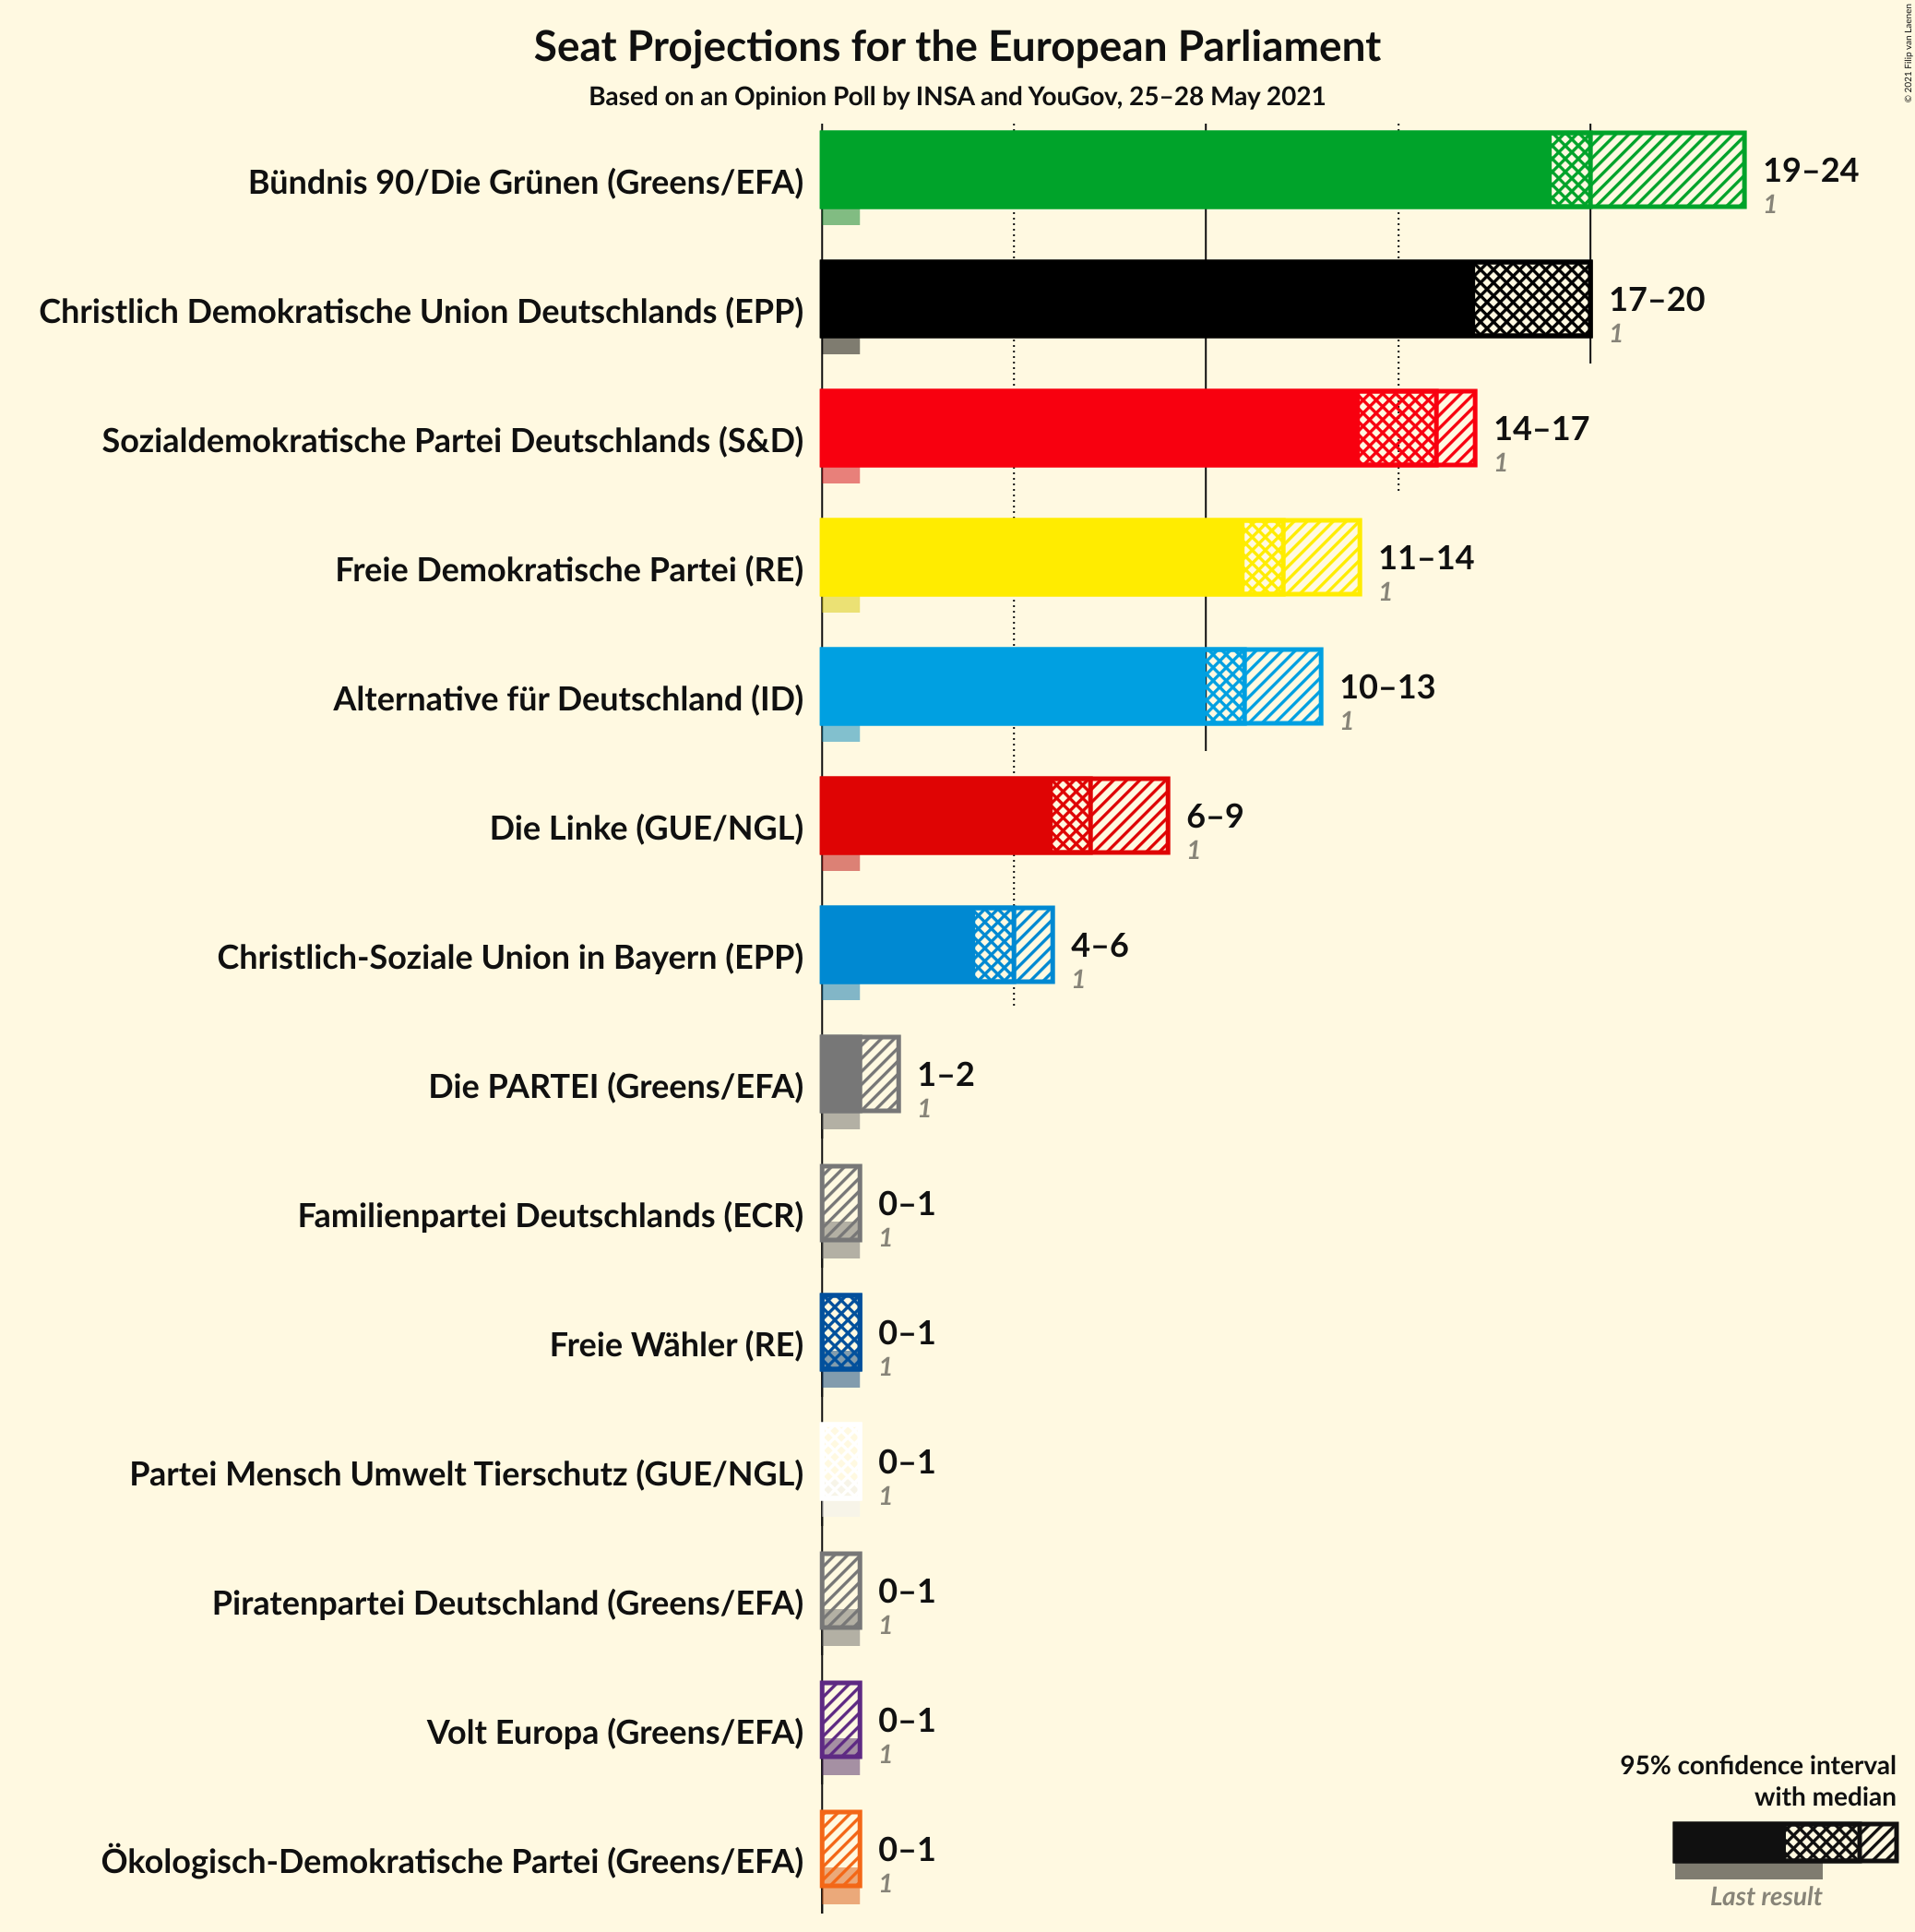 Seat Projections for the European Parliament
Based on an Opinion Poll by INSA and YouGov, 25–28 May 2021
© 2021 Filip van Laenen
Bündnis 90/Die Grünen (Greens/EFA)
19–24
1
Christlich Demokratische Union Deutschlands (EPP)
17–20
1
Sozialdemokratische Partei Deutschlands (S&D)
14–17
1
Freie Demokratische Partei (RE)
11–14
1
Alternative für Deutschland (ID)
10–13
1
Die Linke (GUE/NGL)
6–9
1
Christlich-Soziale Union in Bayern (EPP)
4–6
1
Die PARTEI (Greens/EFA)
1–2
1
Familienpartei Deutschlands (ECR)
0–1
1
Freie Wähler (RE)
0–1
1
Partei Mensch Umwelt Tierschutz (GUE/NGL)
0–1
1
Piratenpartei Deutschland (Greens/EFA)
0–1
1
Volt Europa (Greens/EFA)
0–1
1
Ökologisch-Demokratische Partei (Greens/EFA)
0–1
1
95% confidence interval
with median
Last result